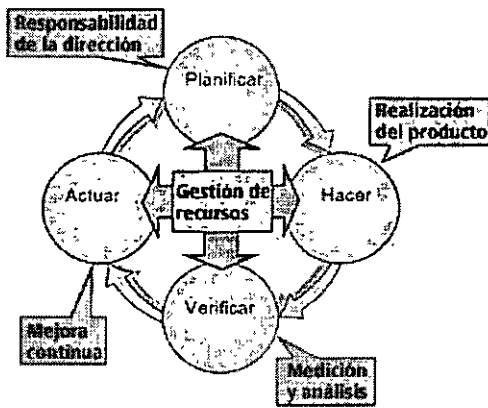 Responsabilidad
de la dirección
Planificar
Realización
del producto
Actuar
Gestión de
recursos
Hacer
Verificar
Mejora
continua
Medición
y análisis